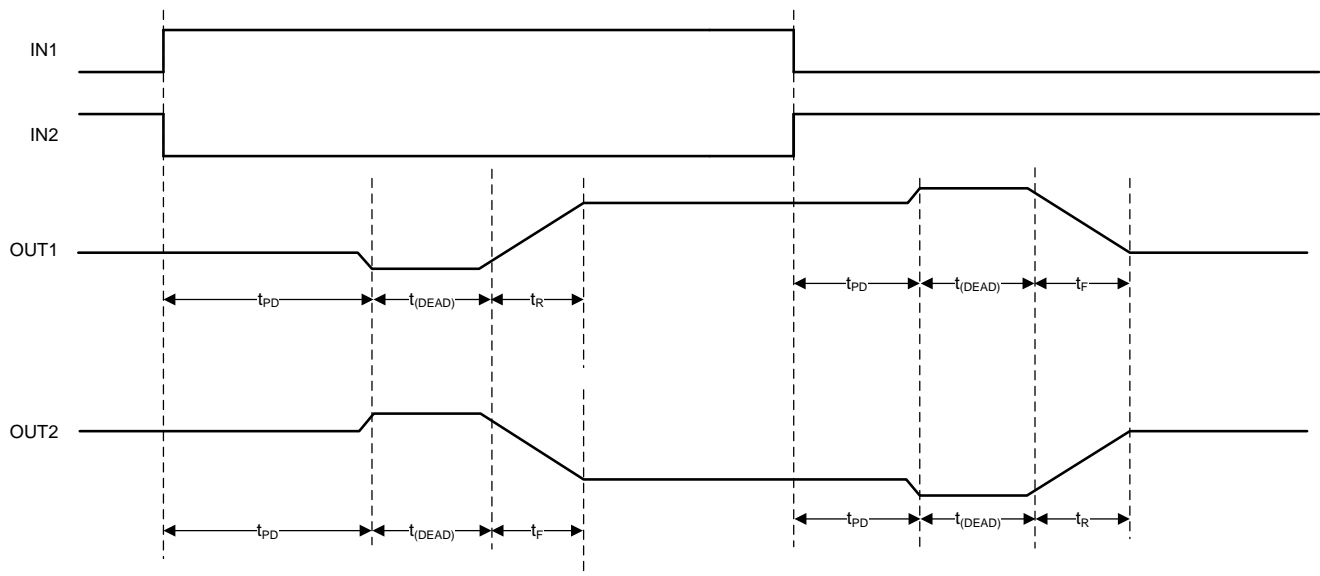 IN1
IN2
OUT1
tPD t(DEAD) tR tPD t(DEAD) tF
OUT2
tPD t(DEAD) tF tPD t(DEAD) tR